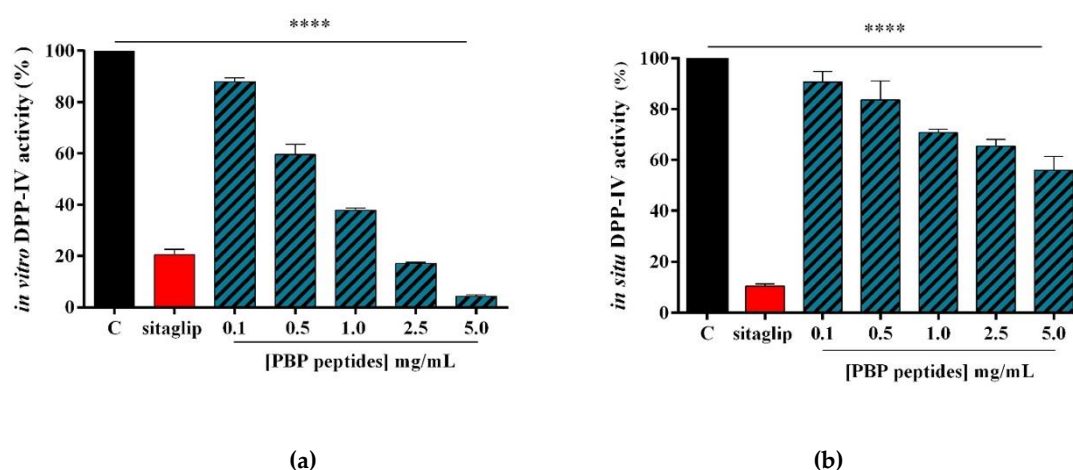 ****
in vitro DPP-IV activity (%)
100
80
60
40
20
0
C sitaglip 0.1 0.5 1.0 2.5 5.0
[PBP peptides] mg/mL
(a)
****
in situ DPP-IV activity (%)
100
80
60
40
20
0
C sitaglip 0.1 0.5 1.0 2.5 5.0
[PBP peptides] mg/mL
(b)